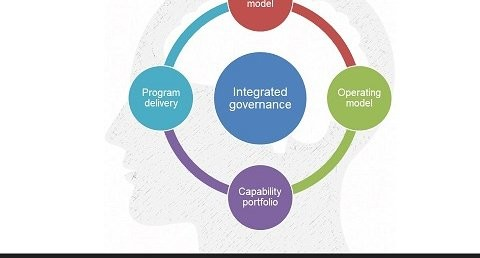 model
Program
delivery
Integrated
governance
Operating
model
Capability
portfolio